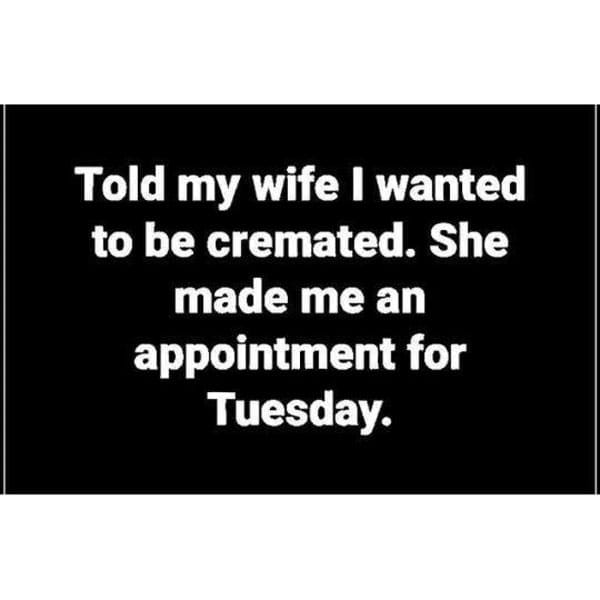 Told my wife I wanted
to be cremated. She
made me an
appointment for
Tuesday.